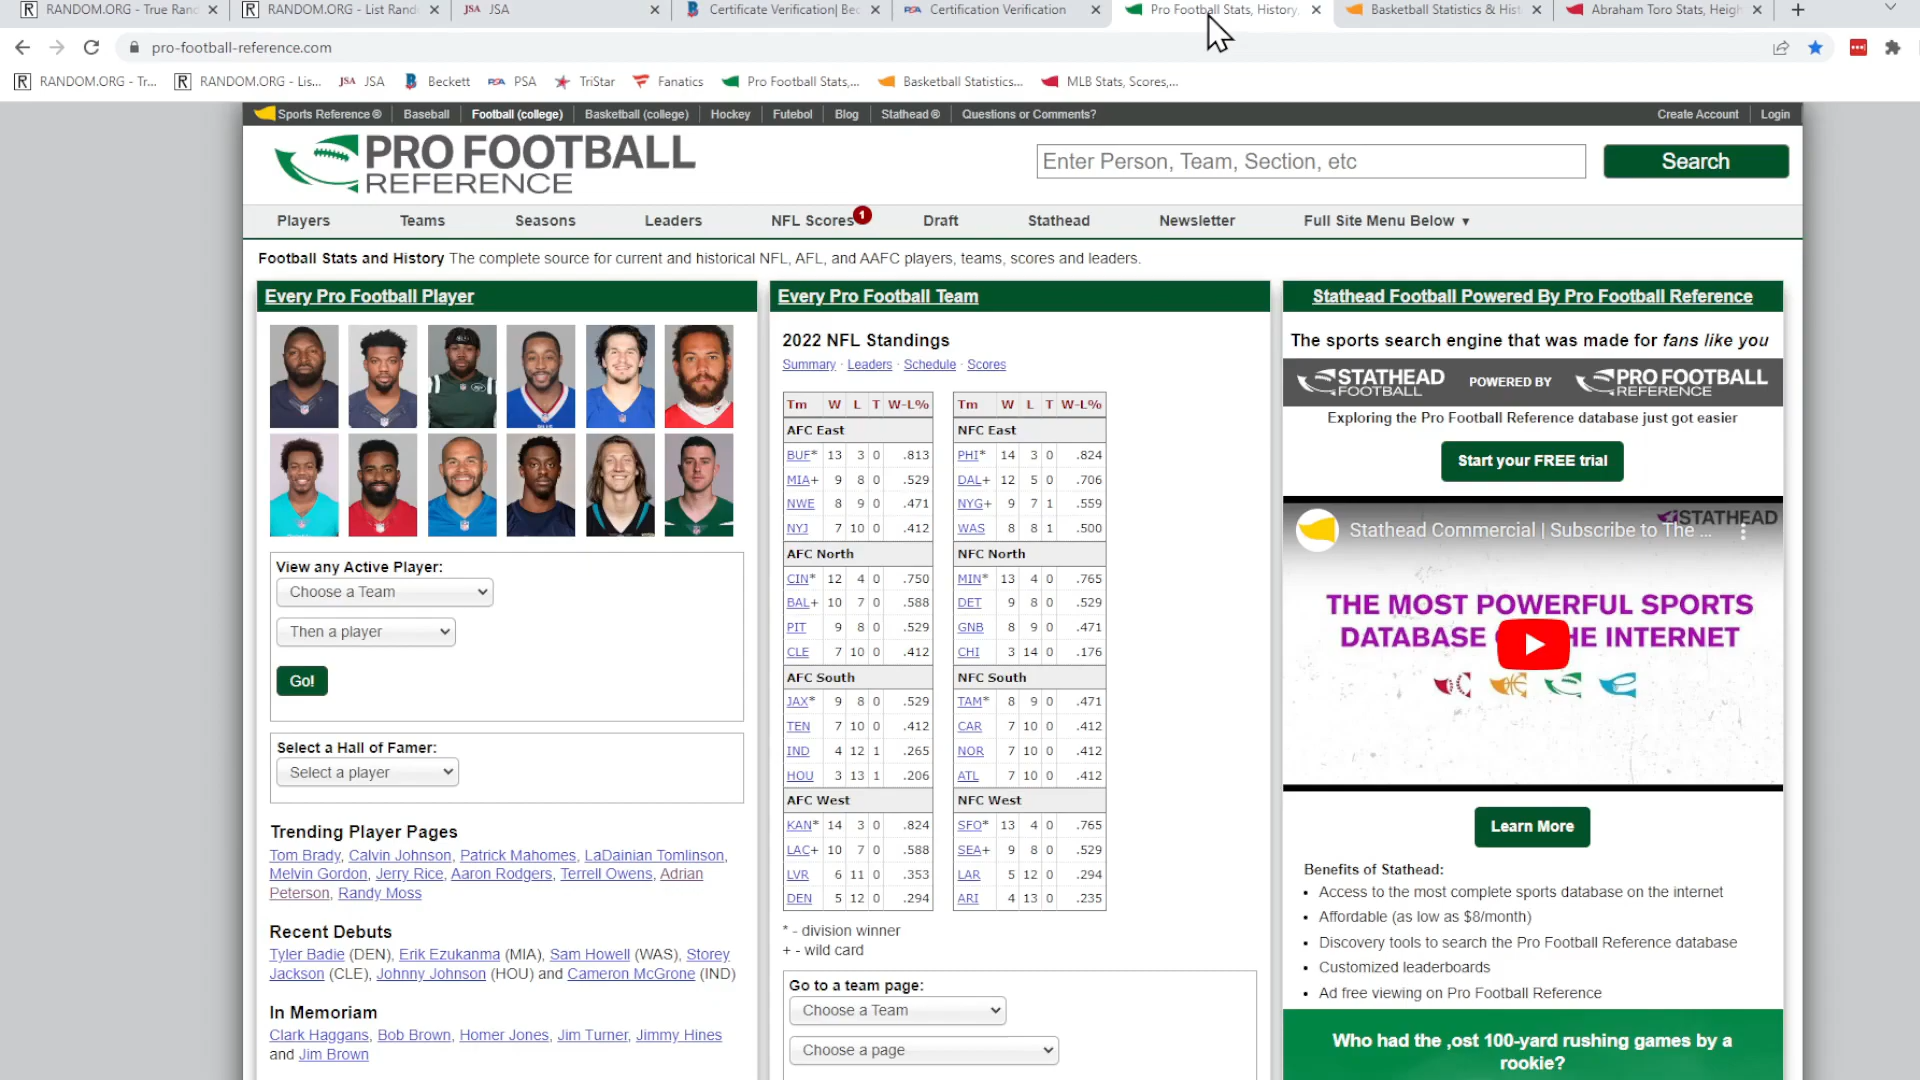 RANDOM.ORG - True Ran
RANDOM.ORG - List Ran
JSA JSA
Certificate Verification| Bec
PSA Certification Verification
Pro Football Stats, History,
Basketball Statistics & Hist
Abraham Toro Stats, Heigh
pro-football-reference.com
RANDOM.ORG - Tr...
RANDOM.ORG - Lis...
JSA JSA
Beckett
PSA PSA
TriStar
Fanatics
Pro Football Stats,...
Basketball Statistics...
MLB Stats, Scores,...
Sports Reference ® Baseball Football (college) Basketball (college) Hockey Futebol Blog Stathead ® Questions or Comments? Create Account Login
PRO FOOTBALL
REFERENCE
Enter Person, Team, Section, etc
Search
Players Teams Seasons Leaders NFL Scores 1 Draft Stathead Newsletter Full Site Menu Below ▼
Football Stats and History The complete source for current and historical NFL, AFL, and AAFC players, teams, scores and leaders.
Every Pro Football Player
View any Active Player:
Choose a Team
Then a player
Go!
Select a Hall of Famer:
Select a player
Trending Player Pages
Tom Brady, Calvin Johnson, Patrick Mahomes, LaDainian Tomlinson,
Melvin Gordon, Jerry Rice, Aaron Rodgers, Terrell Owens, Adrian
Peterson, Randy Moss
Recent Debuts
Tyler Badie (DEN), Erik Ezukanma (MIA), Sam Howell (WAS), Storey
Jackson (CLE), Johnny Johnson (HOU) and Cameron McGrone (IND)
In Memoriam
Clark Haggans, Bob Brown, Homer Jones, Jim Turner, Jimmy Hines
and Jim Brown
Every Pro Football Team
2022 NFL Standings
Summary · Leaders · Schedule · Scores
Tm W L T W-L%
AFC East
BUF* 13 3 0 .813
MIA+ 9 8 0 .529
NWE 8 9 0 .471
NYJ 7 10 0 .412
AFC North
CIN* 12 4 0 .750
BAL+ 10 7 0 .588
PIT 9 8 0 .529
CLE 7 10 0 .412
AFC South
JAX* 9 8 0 .529
TEN 7 10 0 .412
IND 4 12 1 .265
HOU 3 13 1 .206
AFC West
KAN* 14 3 0 .824
LAC+ 10 7 0 .588
LVR 6 11 0 .353
DEN 5 12 0 .294
Tm W L T W-L%
NFC East
PHI* 14 3 0 .824
DAL+ 12 5 0 .706
NYG+ 9 7 1 .559
WAS 8 8 1 .500
NFC North
MIN* 13 4 0 .765
DET 9 8 0 .529
GNB 8 9 0 .471
CHI 3 14 0 .176
NFC South
TAM* 8 9 0 .471
CAR 7 10 0 .412
NOR 7 10 0 .412
ATL 7 10 0 .412
NFC West
SFO* 13 4 0 .765
SEA+ 9 8 0 .529
LAR 5 12 0 .294
ARI 4 13 0 .235
* - division winner
+ - wild card
Go to a team page:
Choose a Team
Choose a page
Stathead Football Powered By Pro Football Reference
The sports search engine that was made for fans like you
STATHEAD FOOTBALL POWERED BY PRO FOOTBALL REFERENCE
Exploring the Pro Football Reference database just got easier
Start your FREE trial
STATHEAD
Stathead Commercial | Subscribe to The ...
THE MOST POWERFUL SPORTS
DATABASE HE INTERNET
Learn More
Benefits of Stathead:
• Access to the most complete sports database on the internet
• Affordable (as low as $8/month)
• Discovery tools to search the Pro Football Reference database
• Customized leaderboards
• Ad free viewing on Pro Football Reference
Who had the ,ost 100-yard rushing games by a
rookie?